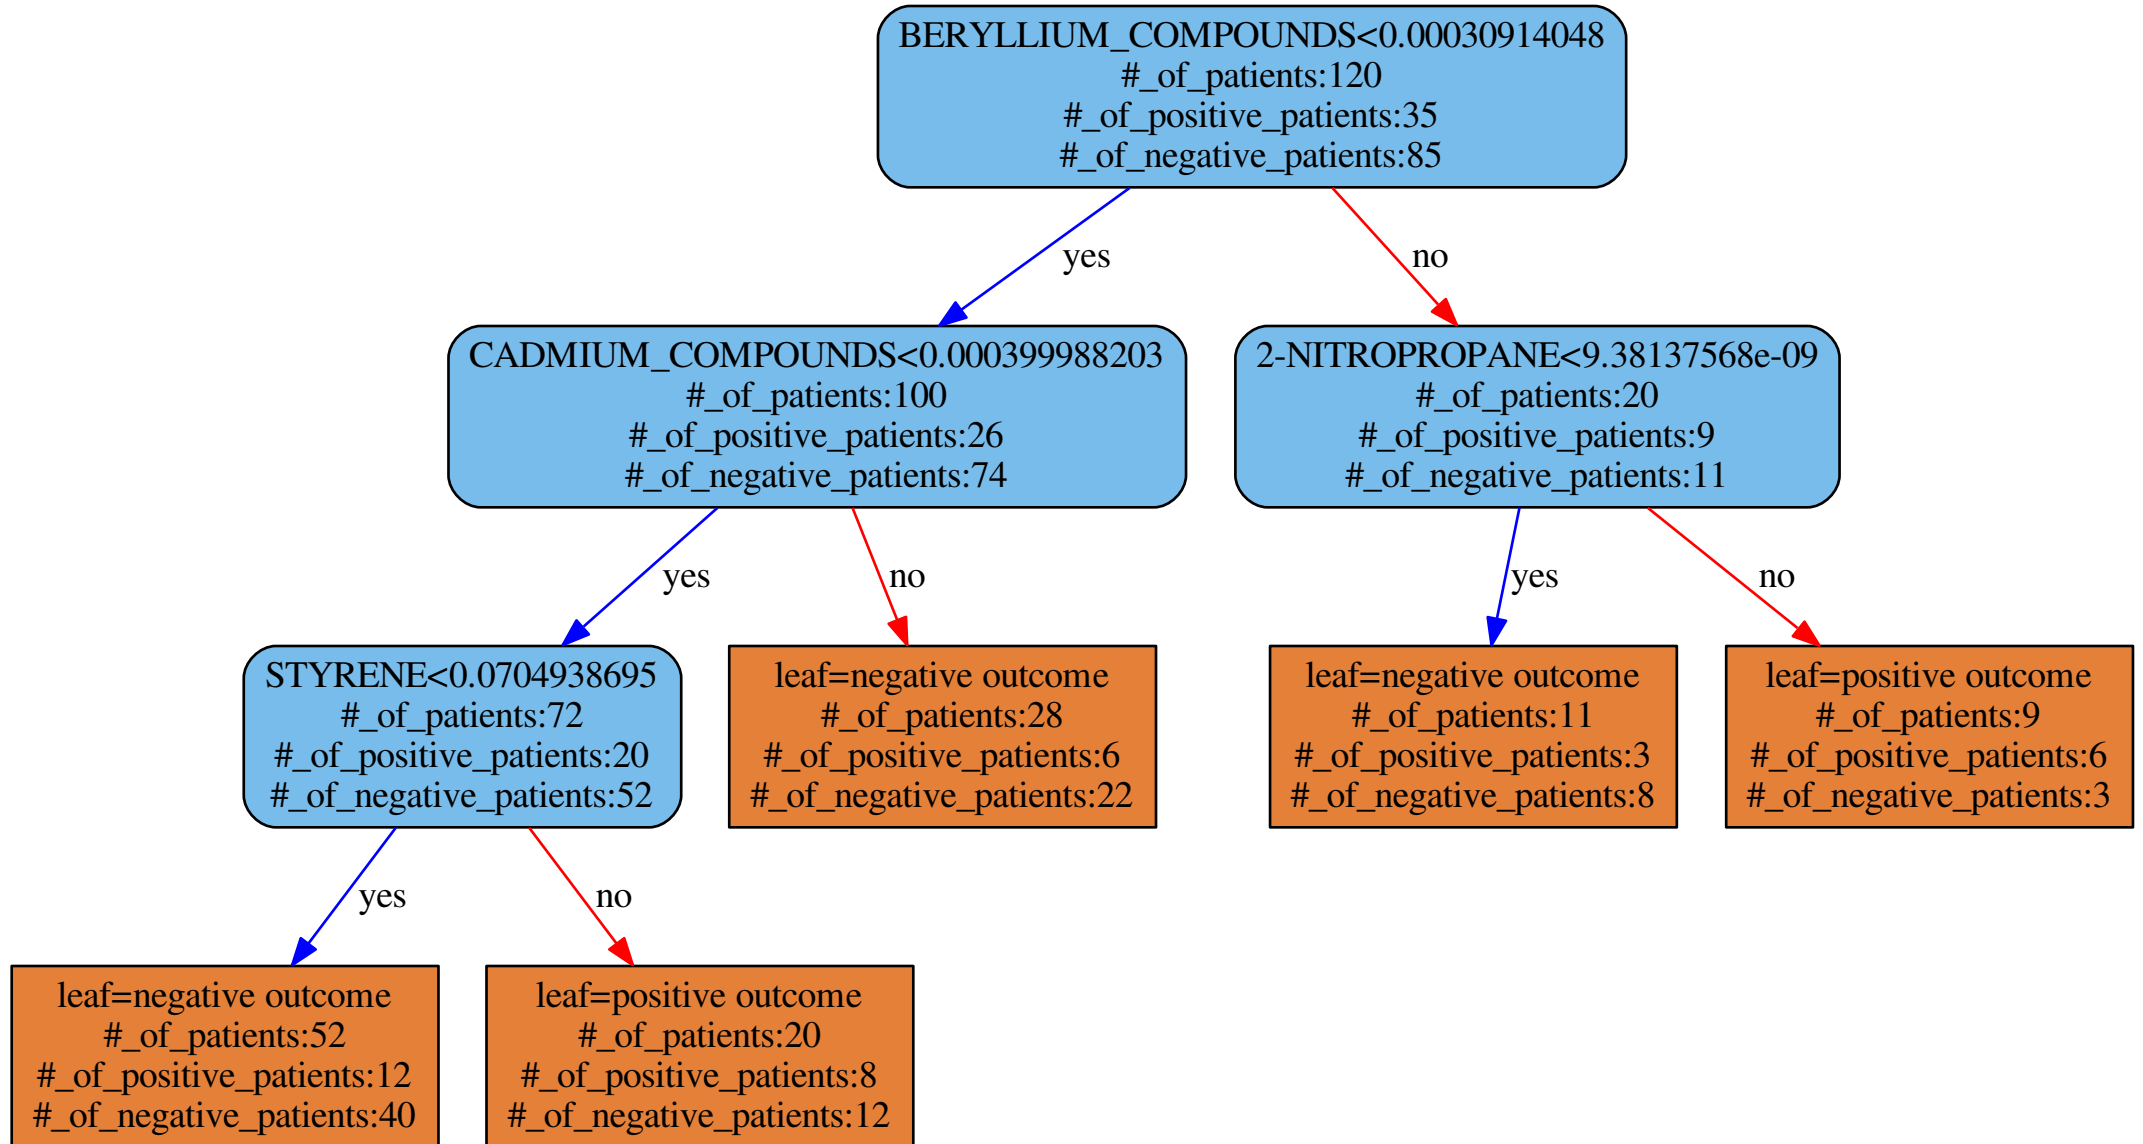 BERYLLIUM_COMPOUNDS<0.00030914048
#_of_patients:120
#_of_positive_patients:35
#_of_negative_patients:85
yes
no
CADMIUM_COMPOUNDS<0.000399988203
#_of_patients:100
#_of_positive_patients:26
#_of_negative_patients:74
2-NITROPROPANE<9.38137568e-09
#_of_patients:20
#_of_positive_patients:9
#_of_negative_patients:11
yes
no
yes
no
STYRENE<0.0704938695
#_of_patients:72
#_of_positive_patients:20
#_of_negative_patients:52
leaf=negative outcome
#_of_patients:28
#_of_positive_patients:6
#_of_negative_patients:22
leaf=negative outcome
#_of_patients:11
#_of_positive_patients:3
#_of_negative_patients:8
leaf=positive outcome
#_of_patients:9
#_of_positive_patients:6
#_of_negative_patients:3
yes
no
leaf=negative outcome
#_of_patients:52
#_of_positive_patients:12
#_of_negative_patients:40
leaf=positive outcome
#_of_patients:20
#_of_positive_patients:8
#_of_negative_patients:12